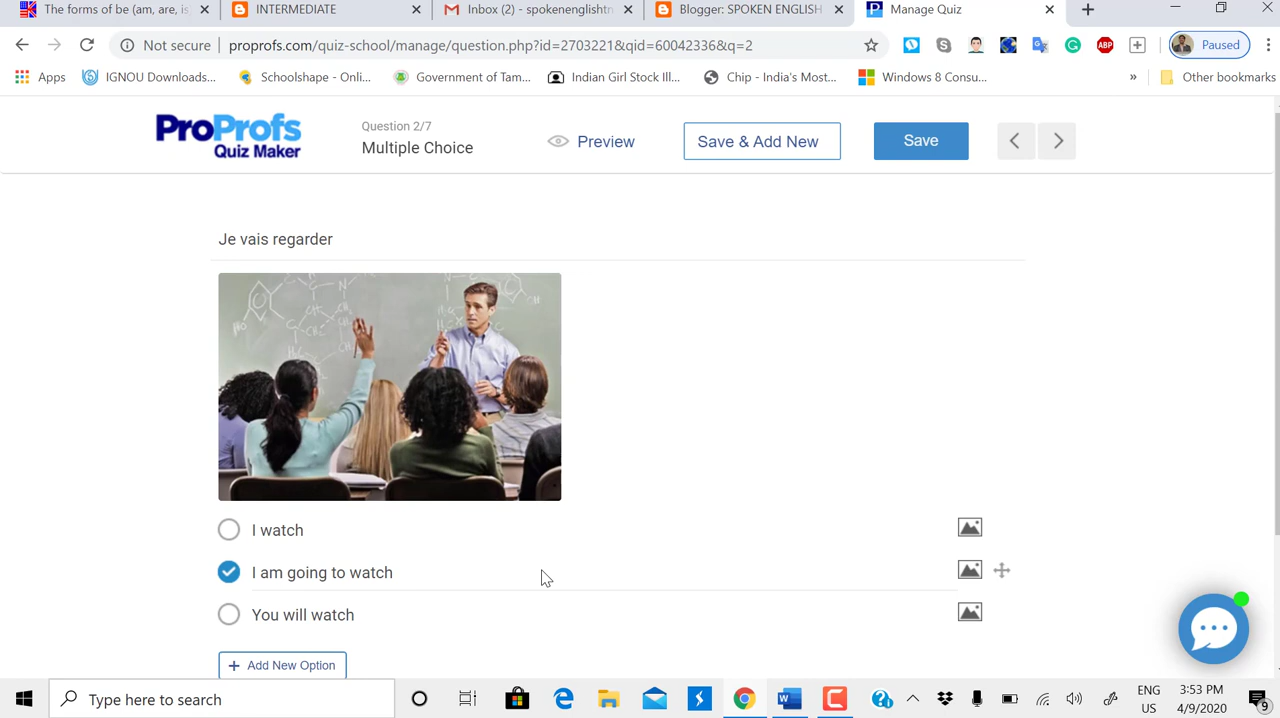 The forms of be (am, are, is,
INTERMEDIATE
Inbox (2) - spokenenglishtr
Blogger: SPOKEN ENGLISH
Manage Quiz
Not secure proprofs.com/quiz-school/manage/question.php?id=2703221&qid=60042336&q=2
ABP
Paused
Apps
IGNOU Downloads...
Schoolshape - Onli...
Government of Tam...
Indian Girl Stock Ill...
Chip - India's Most...
Windows 8 Consu...
»
Other bookmarks
ProProfs
Quiz Maker
Question 2/7
Multiple Choice
Preview
Save & Add New
Save
Je vais regarder
I watch
I am going to watch
You will watch
+ Add New Option
Type here to search
ENG
US
3:53 PM
4/9/2020
9